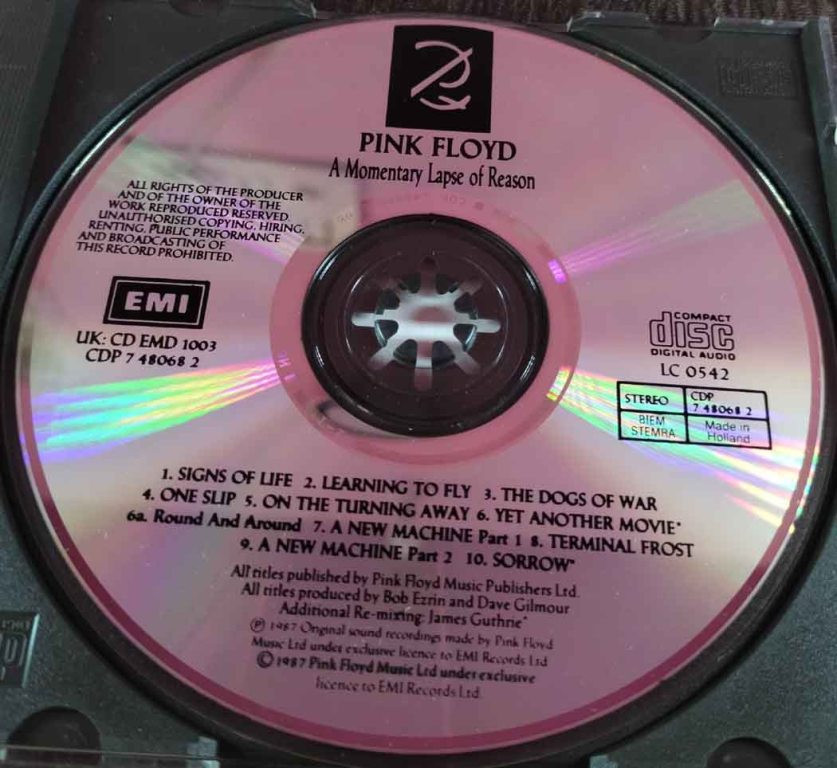 PINK FLOYD
A Momentary Lapse of Reason
ALL RIGHTS OF THE PRODUCER
AND OF THE OWNER OF THE
WORK REPRODUCED RESERVED.
UNAUTHORISED COPYING, HIRING,
RENTING, PUBLIC PERFORMANCE
AND BROADCASTING OF
THIS RECORD PROHIBITED.
EMI
UK: CD EMD 1003
CDP 7 48068 2
COMPACT
disc
DIGITAL AUDIO
LC 0542
STEREO
CDP
7 48068 2
BIEM
STEMRA
Made in
Holland
1. SIGNS OF LIFE 2. LEARNING TO FLY 3. THE DOGS OF WAR
4. ONE SLIP 5. ON THE TURNING AWAY 6. YET ANOTHER MOVIE*
6a. Round And Around 7. A NEW MACHINE Part 1 8. TERMINAL FROST
9. A NEW MACHINE Part 2 10. SORROW*
All titles published by Pink Floyd Music Publishers Ltd.
All titles produced by Bob Ezrin and Dave Gilmour
Additional Re-mixing: James Guthrie*
℗ 1987 Original sound recordings made by Pink Floyd
Music Ltd under exclusive licence to EMI Records Ltd
© 1987 Pink Floyd Music Ltd under exclusive
licence to EMI Records Ltd.